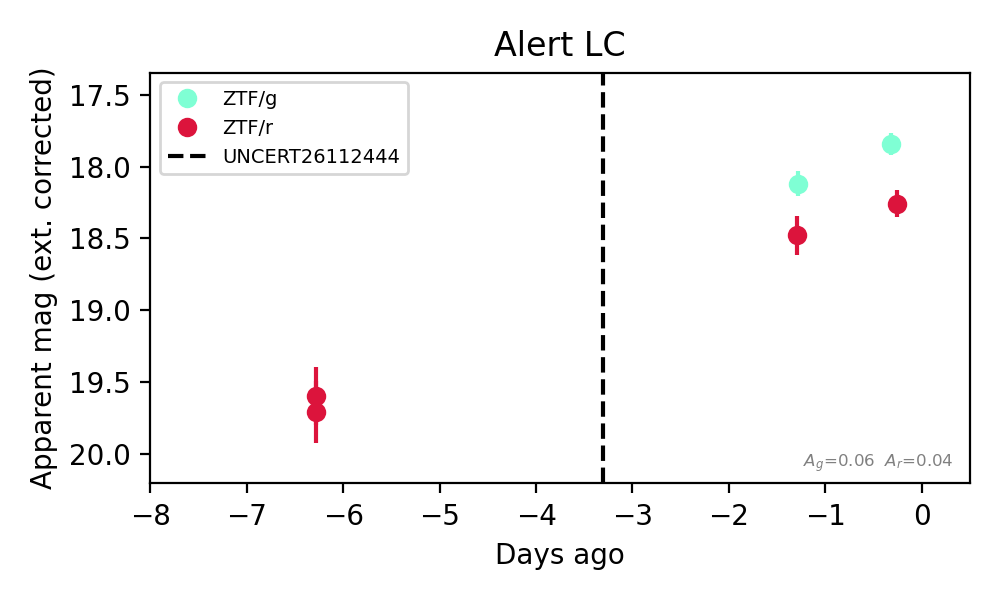 Alert LC
Apparent mag (ext. corrected)
17.5
18.0
18.5
19.0
19.5
20.0
ZTF/g
ZTF/r
UNCERT26112444
A_g=0.06 A_r=0.04
−8 −7 −6 −5 −4 −3 −2 −1 0
Days ago